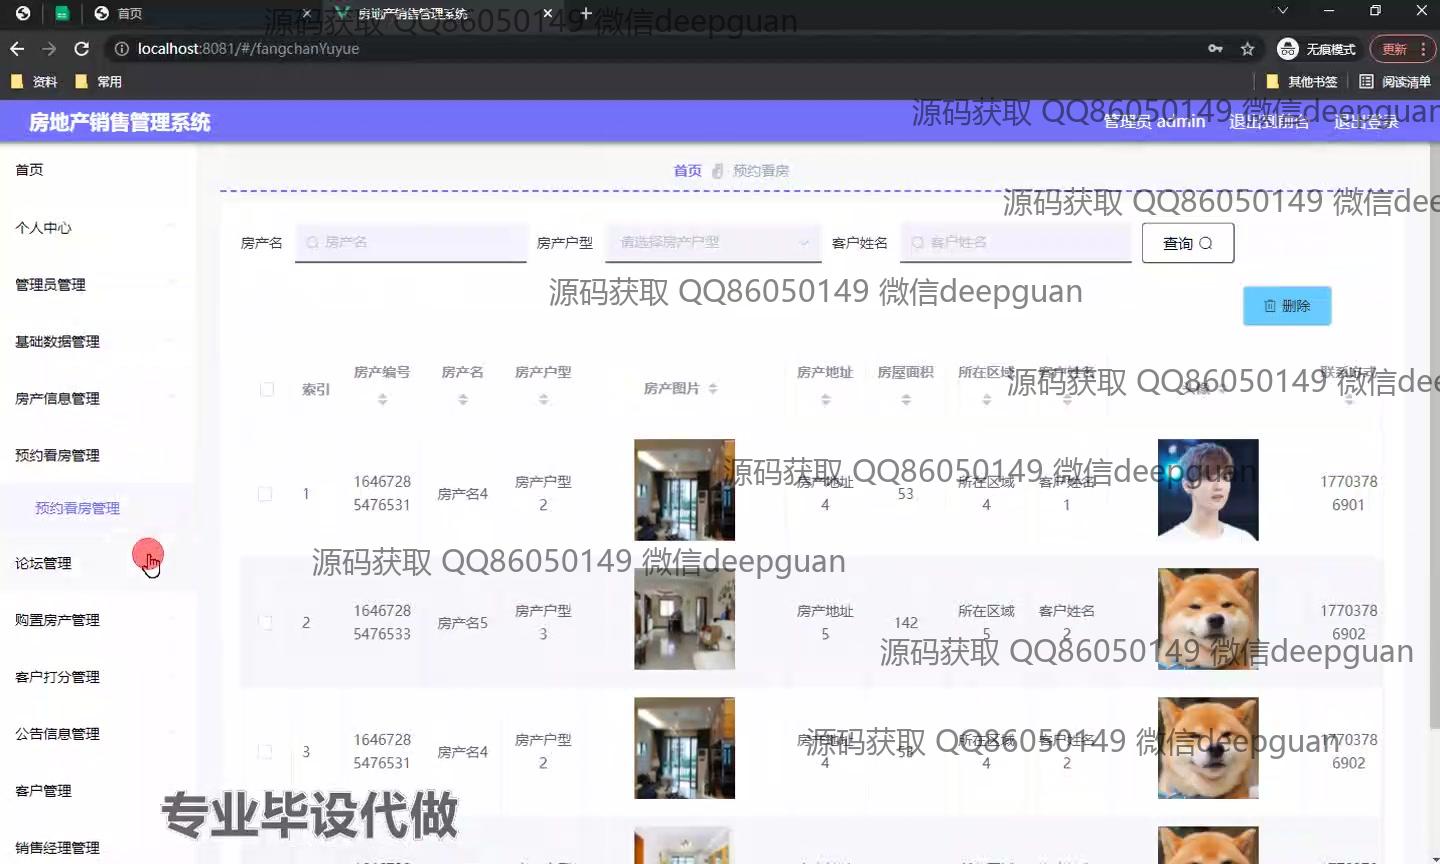 首页
房地产销售管理系统
源码获取 QQ86050149 微信deepguan
localhost:8081/#/fangchanYuyue
无痕模式
更新
资料
常用
其他书签
阅读清单
房地产销售管理系统
管理员 admin
退出到前台
退出登录
源码获取 QQ86050149 微信deepguan
首页
个人中心
管理员管理
基础数据管理
房产信息管理
预约看房管理
预约看房管理
论坛管理
购置房产管理
客户打分管理
公告信息管理
客户管理
销售经理管理
首页 预约看房
源码获取 QQ86050149 微信dee
房产名 房产名 房产户型 请选择房产户型 客户姓名 客户姓名 查询
源码获取 QQ86050149 微信deepguan
删除
索引 房产编号 房产名 房产户型 房产图片 房产地址 房屋面积 所在区域 客户姓名 头像 联系方式
源码获取 QQ86050149 微信dee
1 1646728 5476531 房产名4 房产户型 2 房产地址 4 53 所在区域 4 客户姓名 1 1770378 6901
源码获取 QQ86050149 微信deepguan
源码获取 QQ86050149 微信deepguan
2 1646728 5476533 房产名5 房产户型 3 房产地址 5 142 所在区域 5 客户姓名 2 1770378 6902
源码获取 QQ86050149 微信deepguan
3 1646728 5476531 房产名4 房产户型 2 房产地址 4 53 所在区域 4 客户姓名 2 1770378 6902
源码获取 QQ86050149 微信deepguan
专业毕设代做